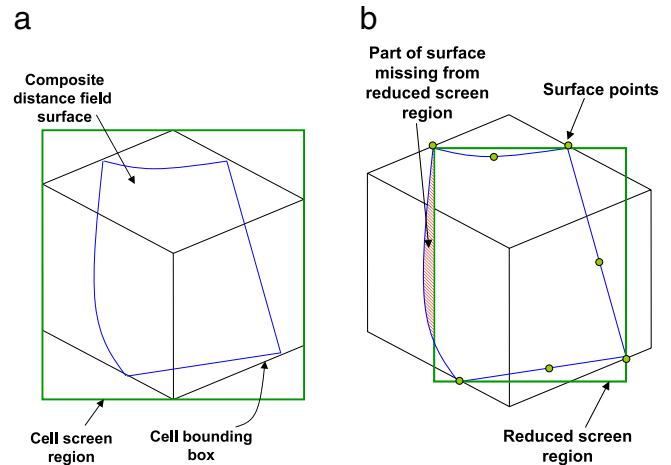 a
Composite
distance field
surface
Cell screen
region
Cell bounding
box
b
Part of surface
missing from
reduced screen
region
Surface points
Reduced screen
region